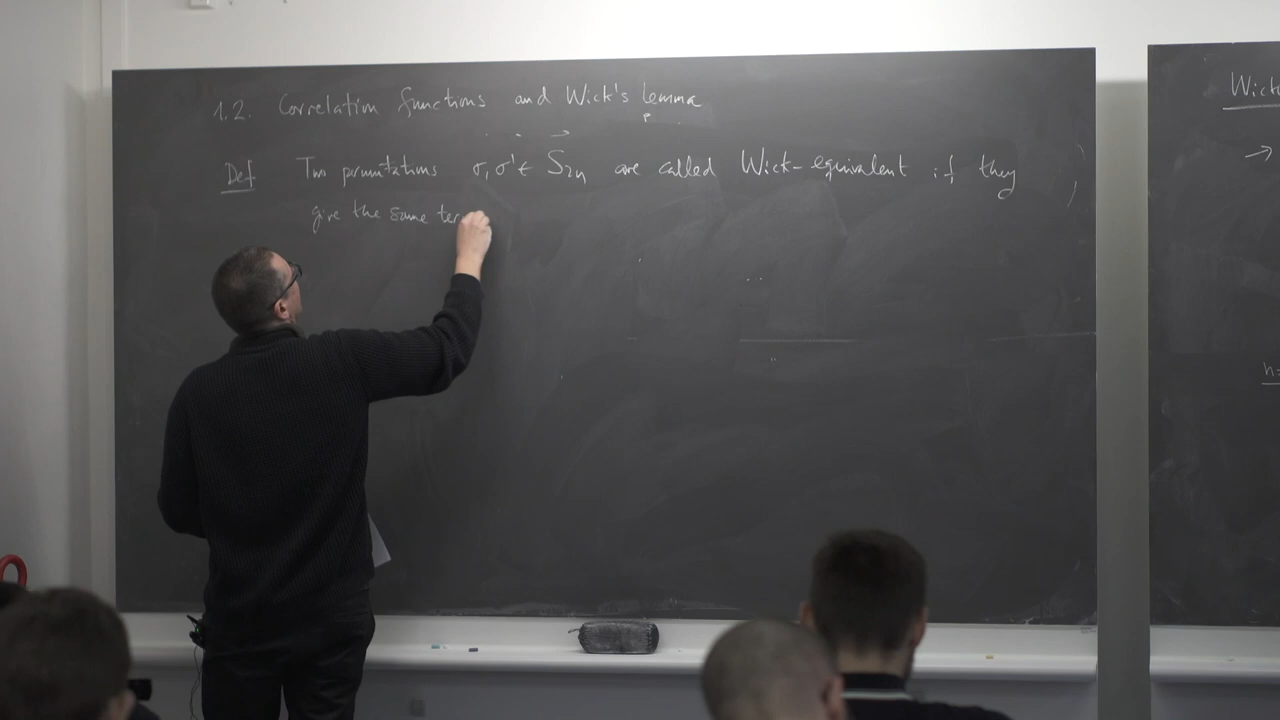 1.2. Correlation functions and Wick's lemma
Def Two permutations σ, σ' ∈ S₂ₙ are called Wick-equivalent if they
give the same ter
Wick
→
n=